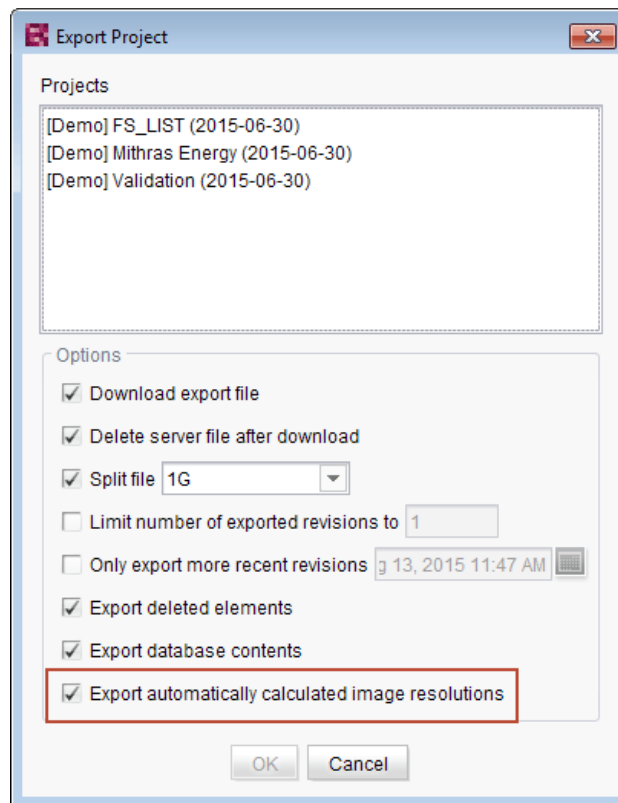 Export Project
Projects
[Demo] FS_LIST (2015-06-30)
[Demo] Mithras Energy (2015-06-30)
[Demo] Validation (2015-06-30)
Options
Download export file
Delete server file after download
Split file 1G
Limit number of exported revisions to 1
Only export more recent revisions g 13, 2015 11:47 AM
Export deleted elements
Export database contents
Export automatically calculated image resolutions
OK Cancel